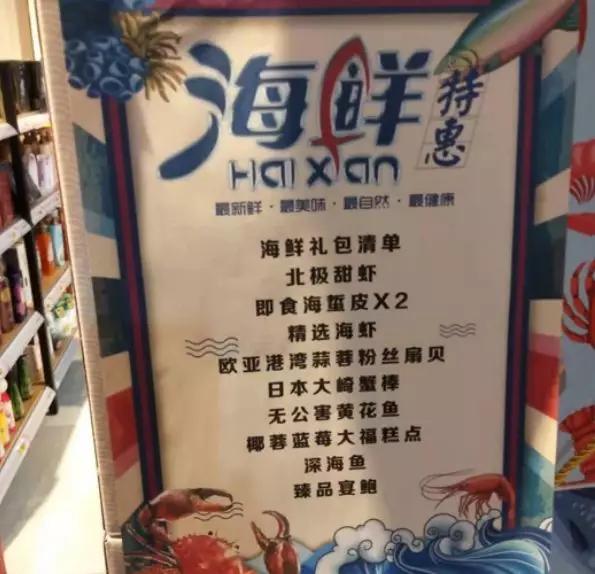 海鲜
特惠
Hai Xian
最新鲜·最美味·最自然·最健康
海鲜礼包清单
北极甜虾
即食海蜇皮X2
精选海虾
欧亚港湾蒜蓉粉丝扇贝
日本大崎蟹棒
无公害黄花鱼
椰蓉蓝莓大福糕点
深海鱼
臻品宴鲍